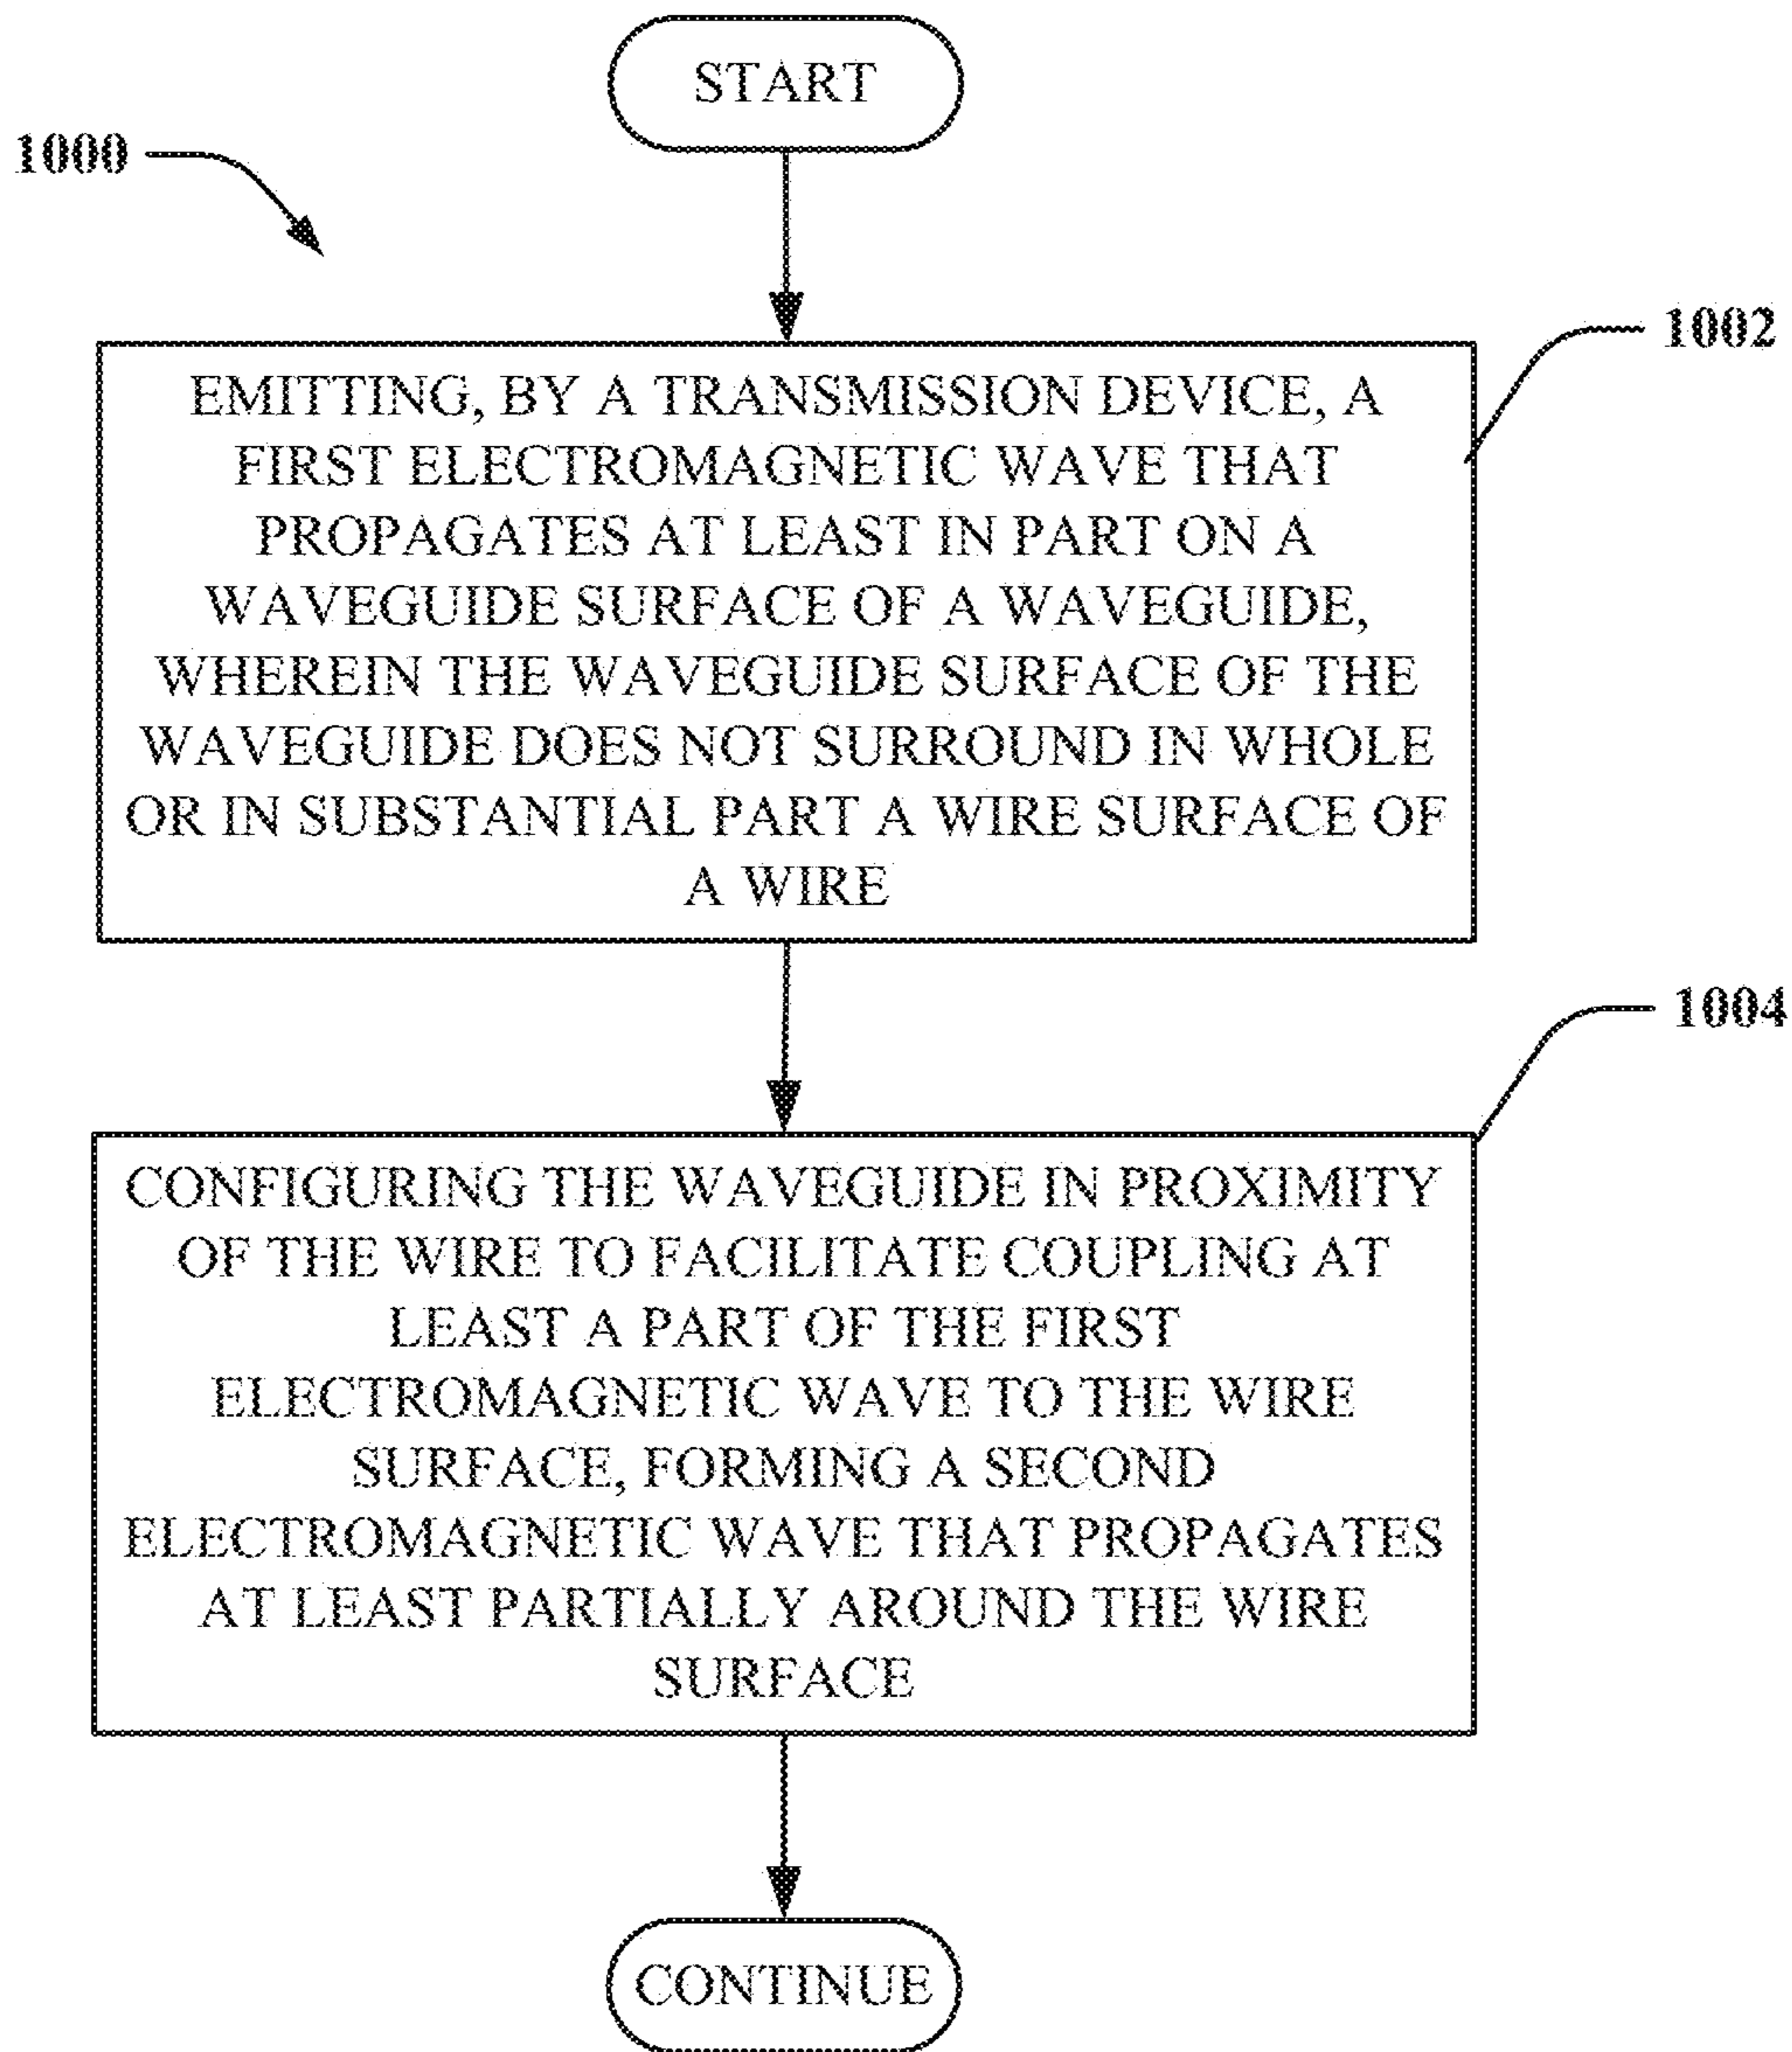 START
1000
1002
EMITTING, BY A TRANSMISSION DEVICE, A
FIRST ELECTROMAGNETIC WAVE THAT
PROPAGATES AT LEAST IN PART ON A
WAVEGUIDE SURFACE OF A WAVEGUIDE,
WHEREIN THE WAVEGUIDE SURFACE OF THE
WAVEGUIDE DOES NOT SURROUND IN WHOLE
OR IN SUBSTANTIAL PART A WIRE SURFACE OF
A WIRE
1004
CONFIGURING THE WAVEGUIDE IN PROXIMITY
OF THE WIRE TO FACILITATE COUPLING AT
LEAST A PART OF THE FIRST
ELECTROMAGNETIC WAVE TO THE WIRE
SURFACE, FORMING A SECOND
ELECTROMAGNETIC WAVE THAT PROPAGATES
AT LEAST PARTIALLY AROUND THE WIRE
SURFACE
CONTINUE